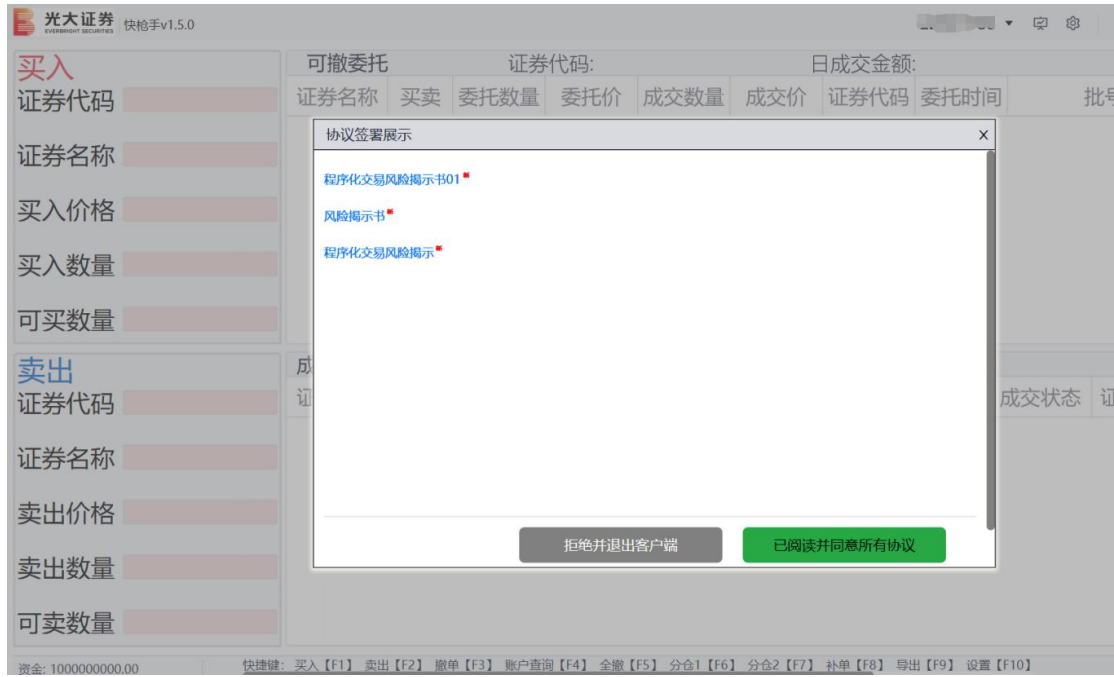 光大证券 快枪手v1.5.0
EVERBRIGHT SECURITIES
买入
证券代码
证券名称
买入价格
买入数量
可买数量
卖出
证券代码
证券名称
卖出价格
卖出数量
可卖数量
可撤委托 证券代码: 日成交金额:
证券名称 买卖 委托数量 委托价 成交数量 成交价 证券代码 委托时间 批号
协议签署展示 X
程序化交易风险揭示书01
风险揭示书
程序化交易风险揭示
拒绝并退出客户端 已阅读并同意所有协议
成
证 成交状态 证
资金: 1000000000.00 快捷键: 买入【F1】 卖出【F2】 撤单【F3】 账户查询【F4】 全撤【F5】 分仓1【F6】 分仓2【F7】 补单【F8】 导出【F9】 设置【F10】